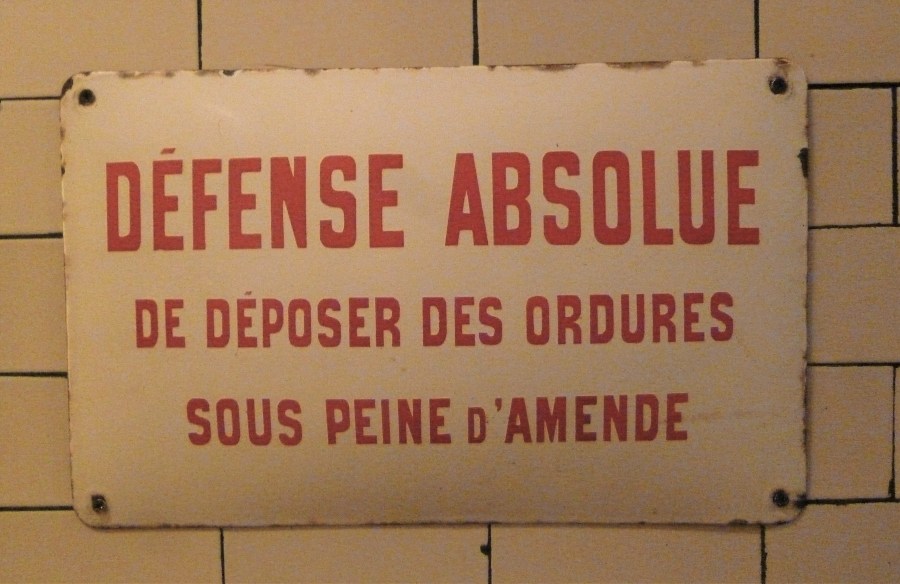 DÉFENSE ABSOLUE
DE DÉPOSER DES ORDURES
SOUS PEINE D'AMENDE